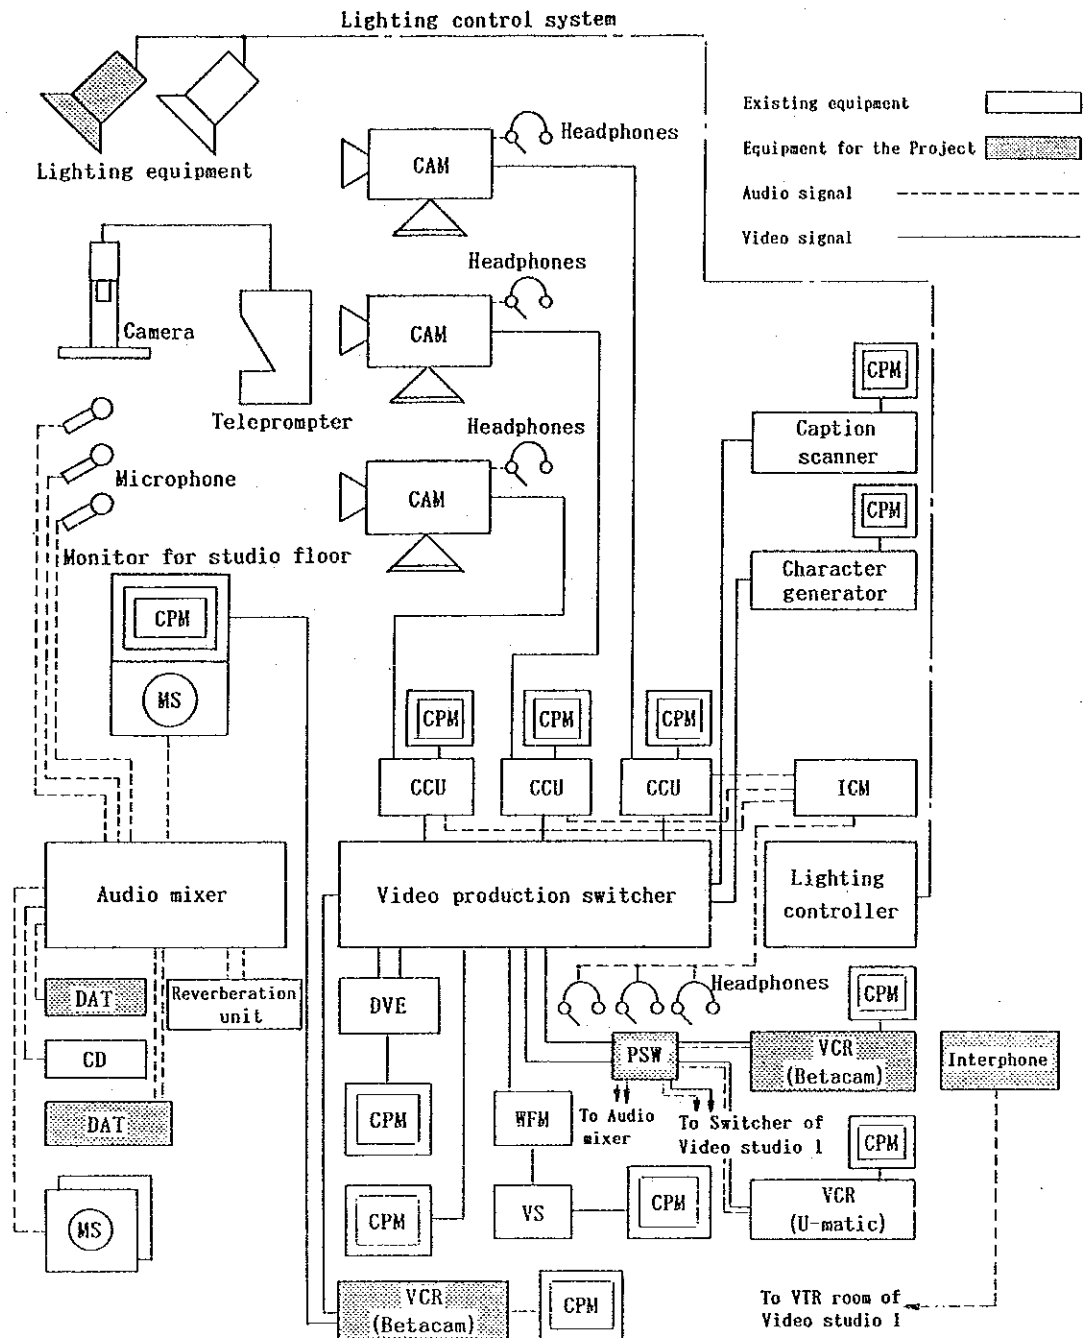 Lighting control system
Lighting equipment
Headphones
CAM
Existing equipment
Equipment for the Project
Audio signal
Video signal
Camera
Teleprompter
Headphones
CAM
CPM
Caption
scanner
Microphone
Headphones
CAM
CPM
Character
generator
Monitor for studio floor
CPM
MS
CPM
CPM
CPM
CCU
CCU
CCU
ICM
Audio mixer
Video production switcher
Lighting
controller
DAT
Reverberation
unit
DVE
Headphones
CPM
CD
PSW
VCR
(Betacam)
Interphone
DAT
CPM
WFM
To Audio
mixer
To Switcher of
Video studio 1
CPM
MS
CPM
VS
CPM
VCR
(U-matic)
VCR
(Betacam)
CPM
To VTR room of
Video studio 1